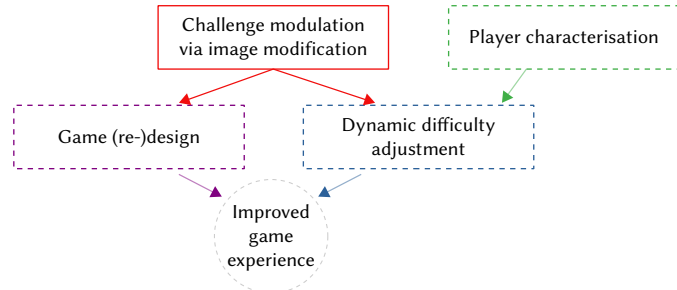 Challenge modulation
via image modification
Player characterisation
Game (re-)design
Dynamic difficulty
adjustment
Improved
game
experience